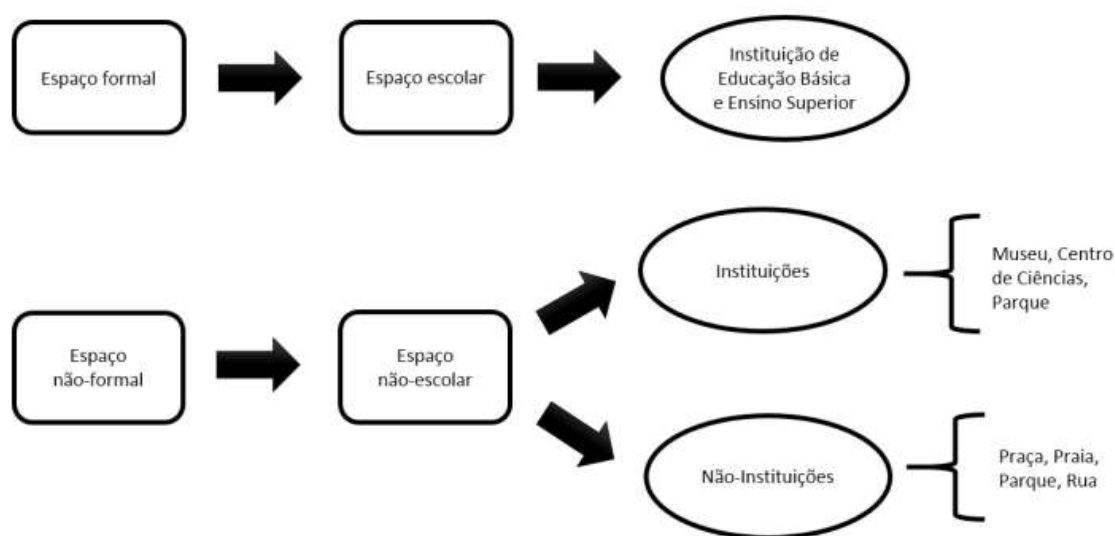 Espaço formal
Espaço escolar
Instituição de
Educação Básica
e Ensino Superior
Espaço
não-formal
Espaço
não-escolar
Instituições
Museu, Centro
de Ciências,
Parque
Não-Instituições
Praça, Praia,
Parque, Rua